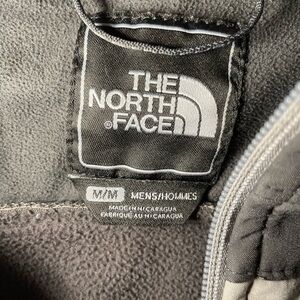 THE
NORTH
®FACE
M/M MENS/HOMMES
MADE IN NICARAGUA
FABRIQUÉ AU NICARAGUA